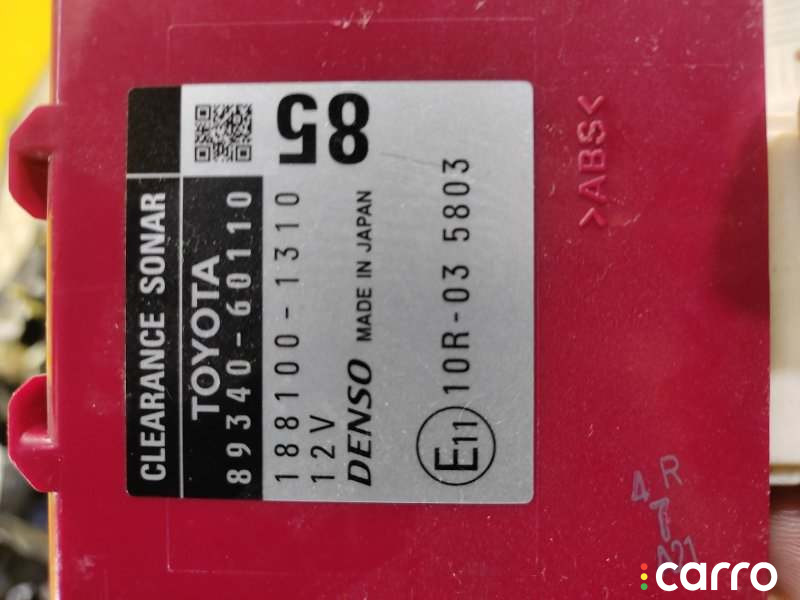 CLEARANCE SONAR
TOYOTA
89340-60110
188100-1310
12V
DENSO MADE IN JAPAN
E11 10R-03 5803
85
>ABS<
4 R
A21
carro